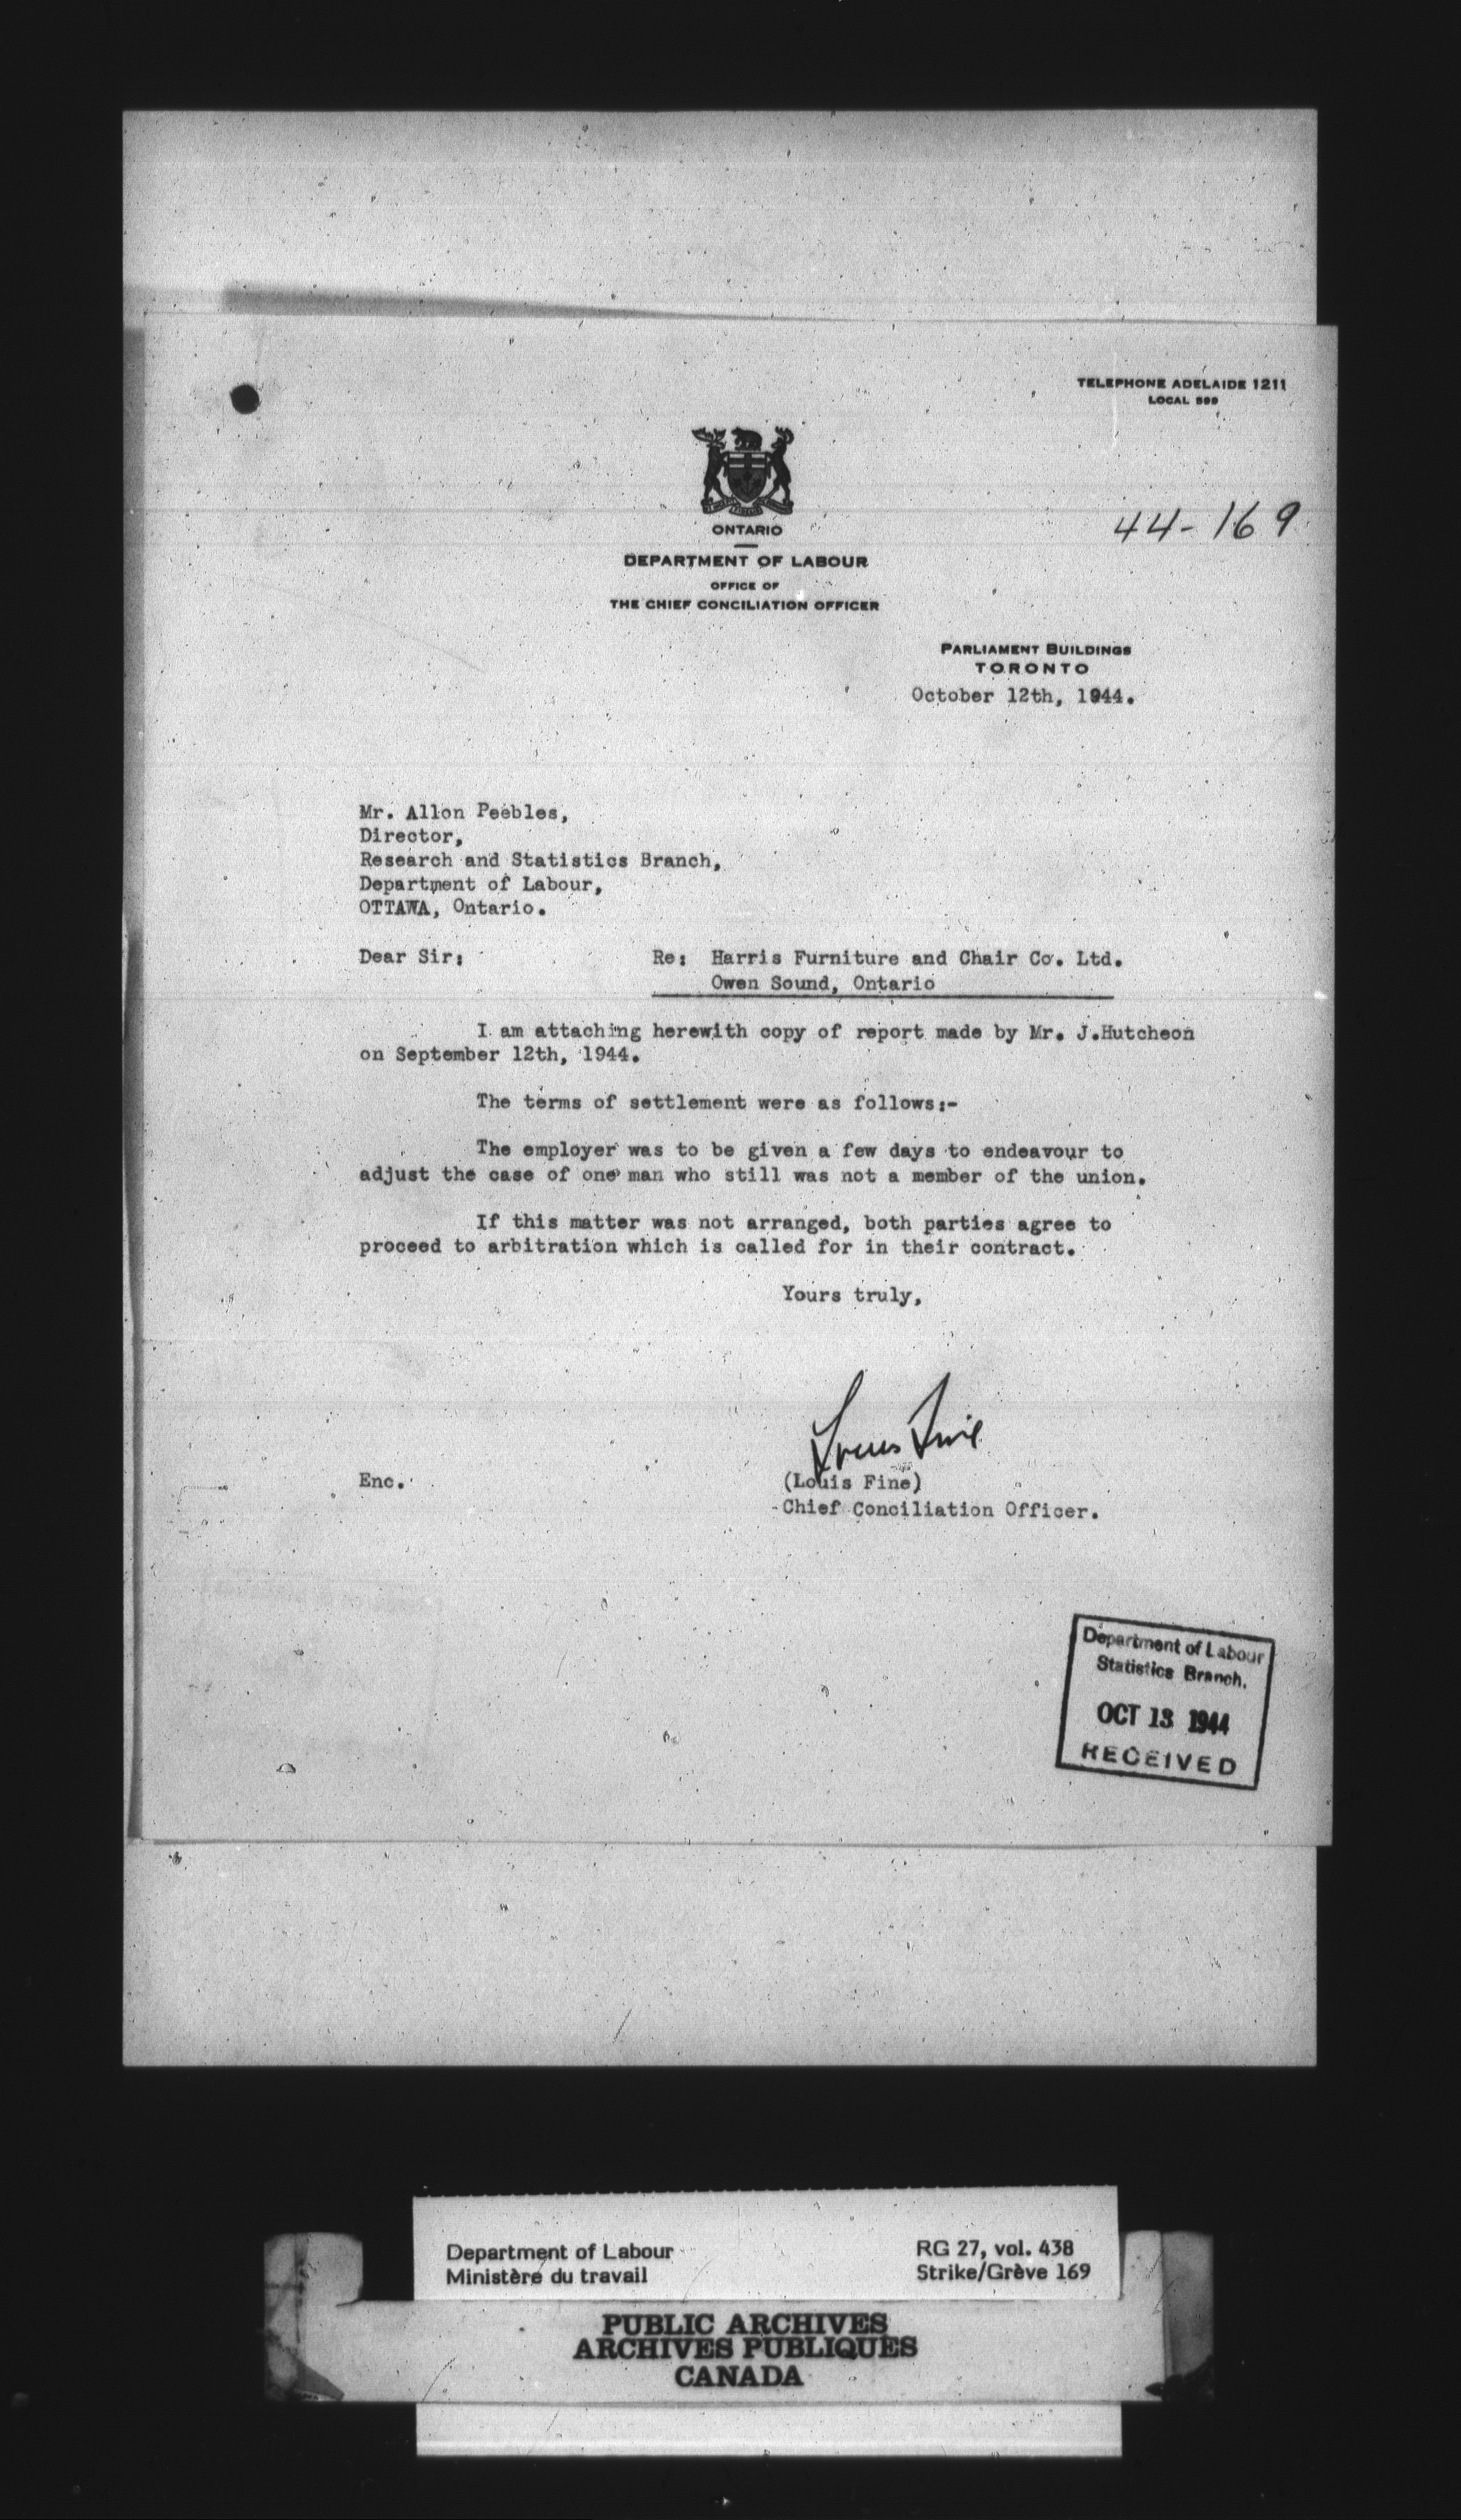 TELEPHONE ADELAIDE 1211
LOCAL 599
ONTARIO
44-169
DEPARTMENT OF LABOUR
OFFICE OF
THE CHIEF CONCILIATION OFFICER
PARLIAMENT BUILDINGS
TORONTO
October 12th, 1944.
Mr. Allon Peebles,
Director,
Research and Statistics Branch,
Department of Labour,
OTTAWA, Ontario.
Dear Sir: Re: Harris Furniture and Chair Co. Ltd.
Owen Sound, Ontario
I am attaching herewith copy of report made by Mr. J.Hutcheon
on September 12th, 1944.
The terms of settlement were as follows:-
The employer was to be given a few days to endeavour to
adjust the case of one man who still was not a member of the union.
If this matter was not arranged, both parties agree to
proceed to arbitration which is called for in their contract.
Yours truly,
Louis Fine
Enc. (Louis Fine)
Chief Conciliation Officer.
Department of Labour
Statistics Branch.
OCT 13 1944
RECEIVED
Department of Labour RG 27, vol. 438
Ministère du travail Strike/Grève 169
PUBLIC ARCHIVES
ARCHIVES PUBLIQUES
CANADA